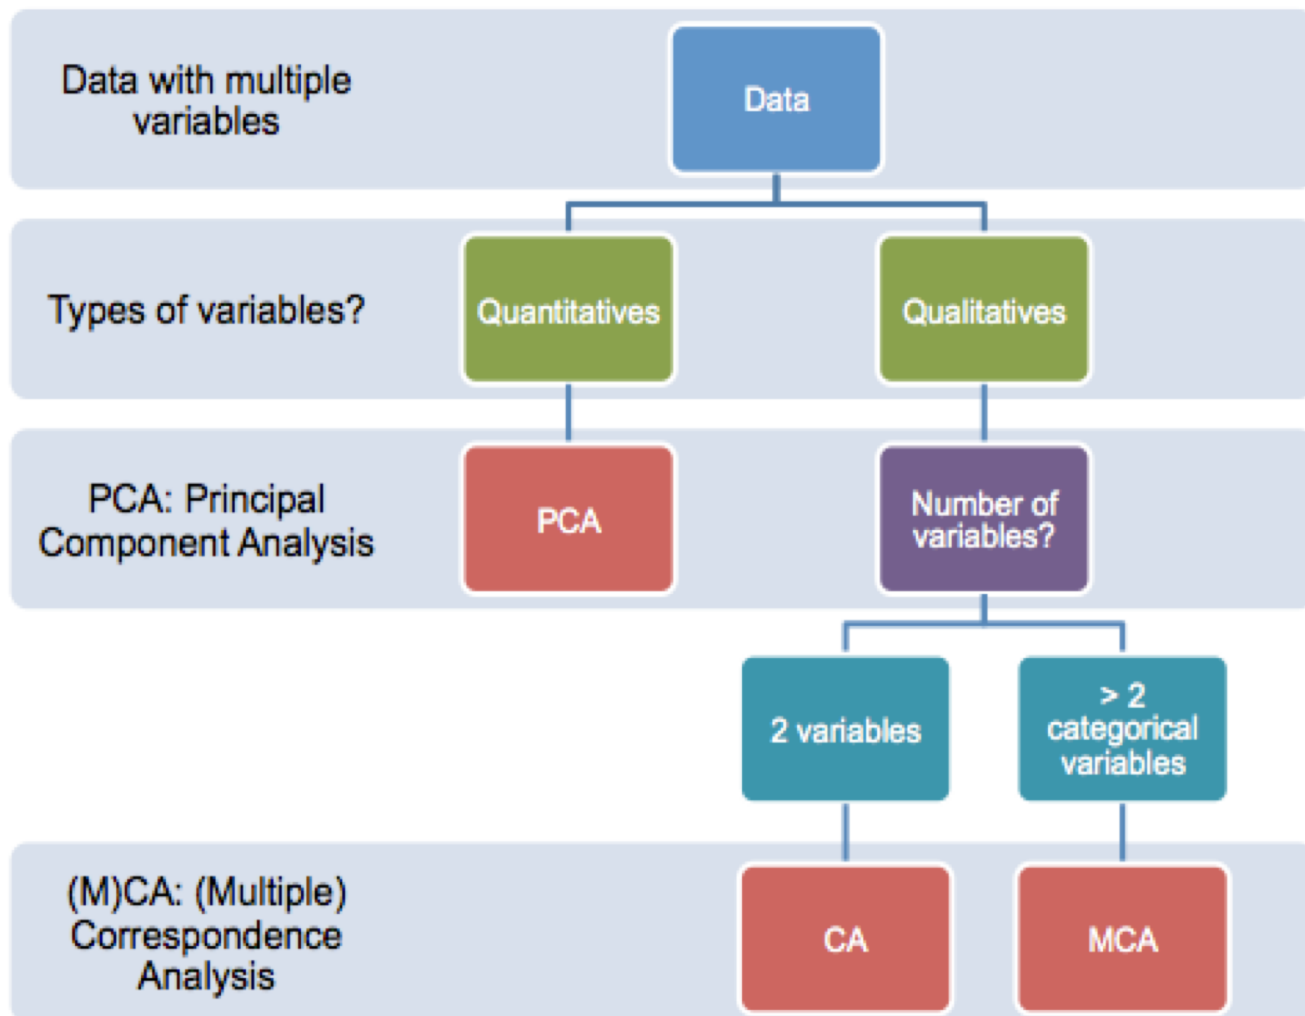 Data with multiple
variables
Data
Types of variables?
Quantitatives
Qualitatives
PCA: Principal
Component Analysis
PCA
Number of
variables?
2 variables
> 2
categorical
variables
(M)CA: (Multiple)
Correspondence
Analysis
CA
MCA